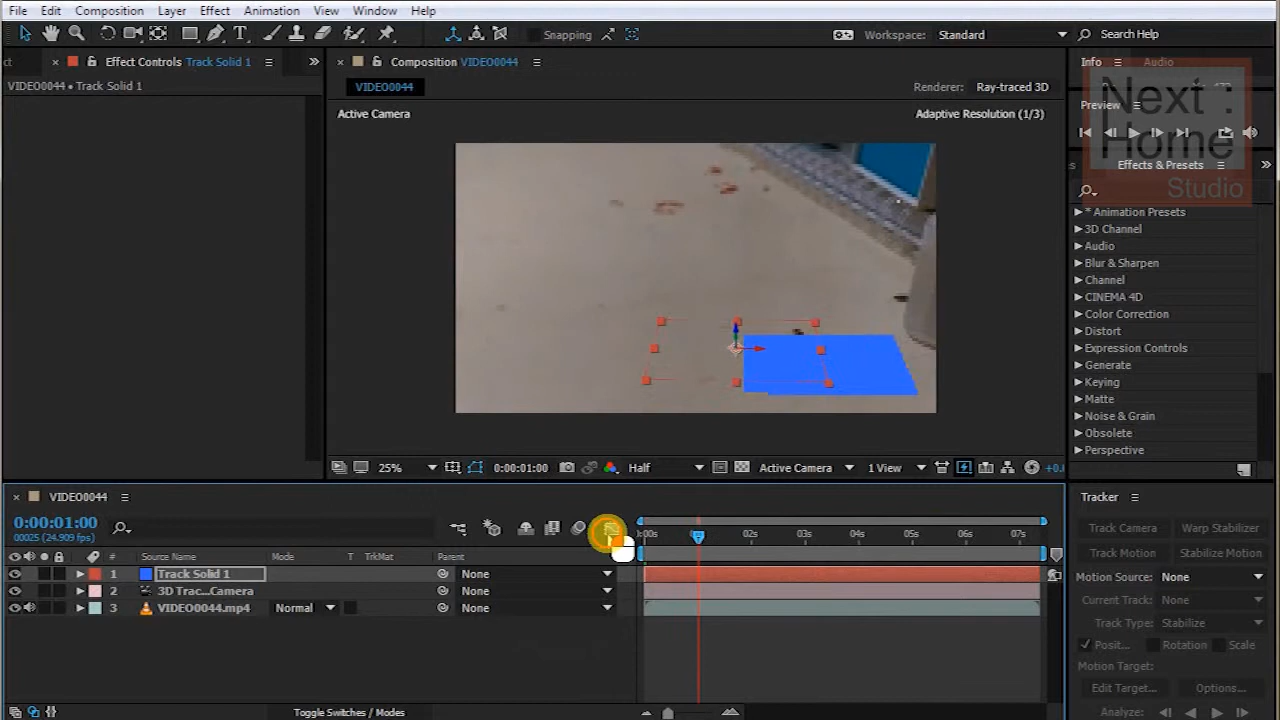 File Edit Composition Layer Effect Animation View Window Help
Snapping Workspace: Standard Search Help
ct Effect Controls Track Solid 1 Composition VIDEO0044 Info Audio
VIDEO0044 • Track Solid 1 VIDEO0044 Renderer: Ray-traced 3D
Active Camera Adaptive Resolution (1/3)
Next :
Preview
Home
Effects & Presets
Studio
* Animation Presets
3D Channel
Audio
Blur & Sharpen
Channel
CINEMA 4D
Color Correction
Distort
Expression Controls
Generate
Keying
Matte
Noise & Grain
Obsolete
Perspective
25% 0:00:01:00 Half Active Camera 1 View +0.
VIDEO0044 Tracker
0:00:01:00
00025 (24.909 fps)
Track Camera Warp Stabilizer
:00s 02s 03s 04s 05s 06s 07s
Track Motion Stabilize Motion
# Source Name Mode T TrkMat Parent
1 Track Solid 1 None
Motion Source: None
2 3D Trac...Camera None
Current Track: None
3 VIDEO0044.mp4 Normal None
Track Type: Stabilize
Posit... Rotation Scale
Motion Target:
Edit Target... Options...
Toggle Switches / Modes Analyze: